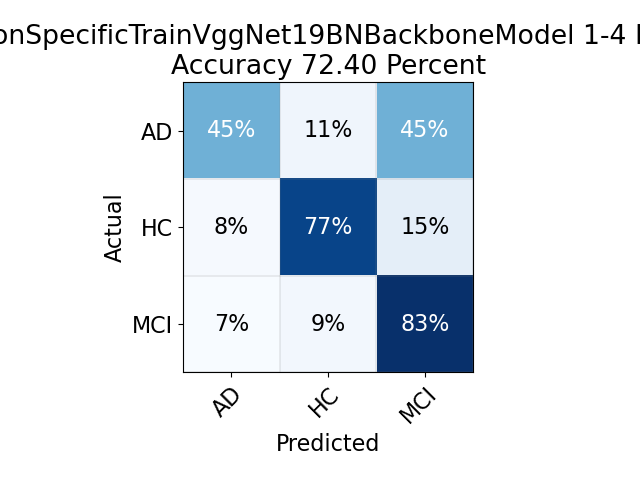 onSpecificTrainVggNet19BNBackboneModel 1-4
Accuracy 72.40 Percent
AD 45% 11% 45%
HC 8% 77% 15%
MCI 7% 9% 83%
Actual
AD HC MCI
Predicted